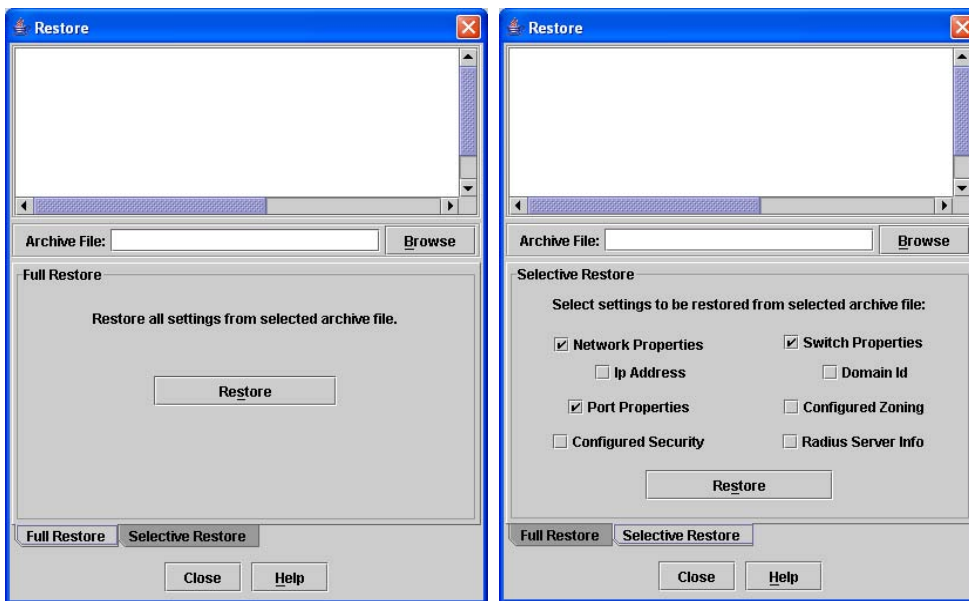 Restore
Archive File:
Browse
Full Restore
Restore all settings from selected archive file.
Restore
Full Restore
Selective Restore
Close
Help
Restore
Archive File:
Browse
Selective Restore
Select settings to be restored from selected archive file:
Network Properties
Switch Properties
Ip Address
Domain Id
Port Properties
Configured Zoning
Configured Security
Radius Server Info
Restore
Full Restore
Selective Restore
Close
Help